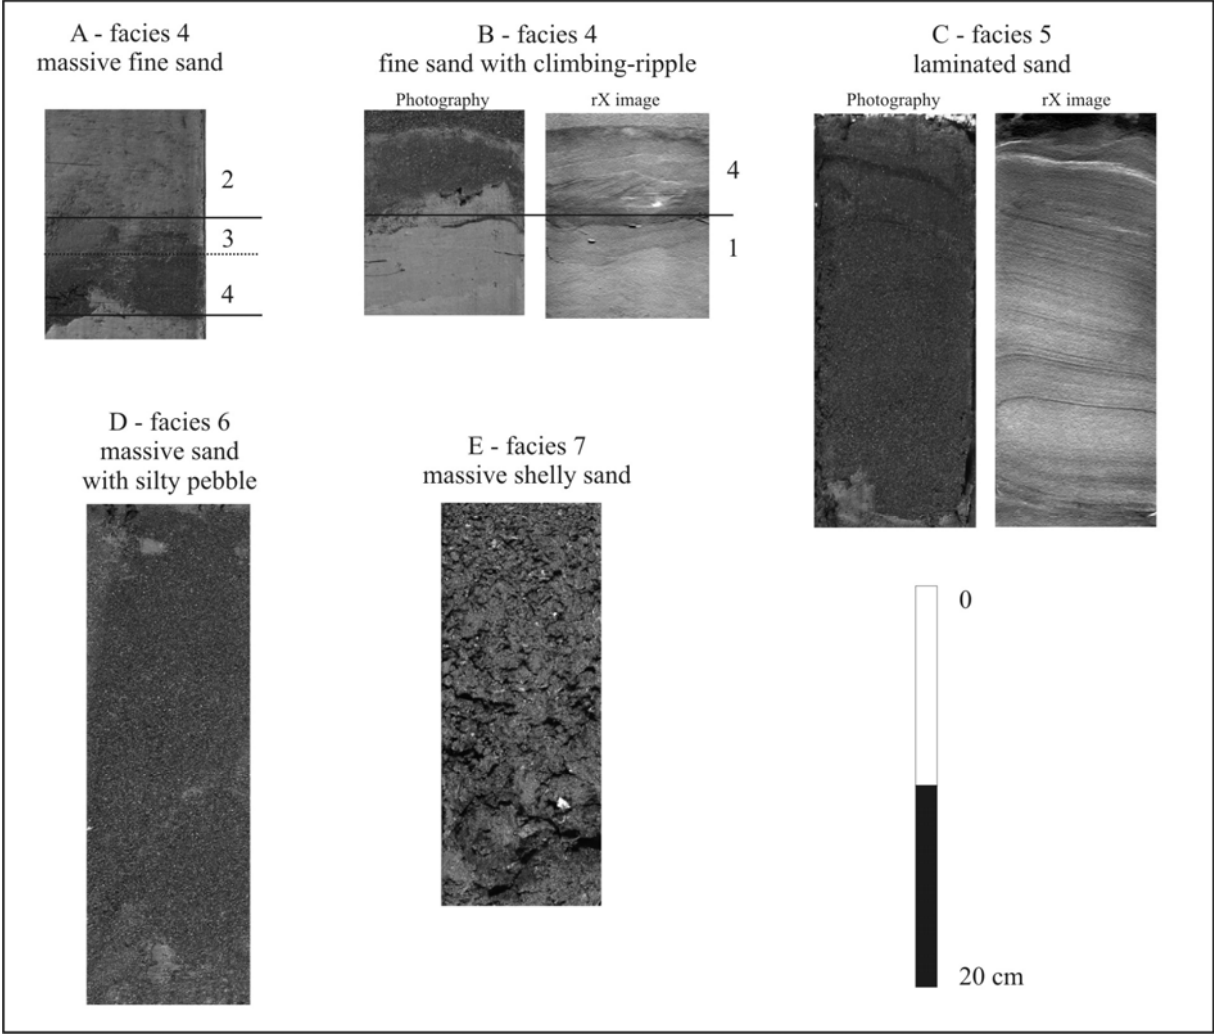 A - facies 4
massive fine sand
2
3
4
B - facies 4
fine sand with climbing-ripple
Photography
rX image
4
1
C - facies 5
laminated sand
Photography
rX image
D - facies 6
massive sand
with silty pebble
E - facies 7
massive shelly sand
0
20 cm